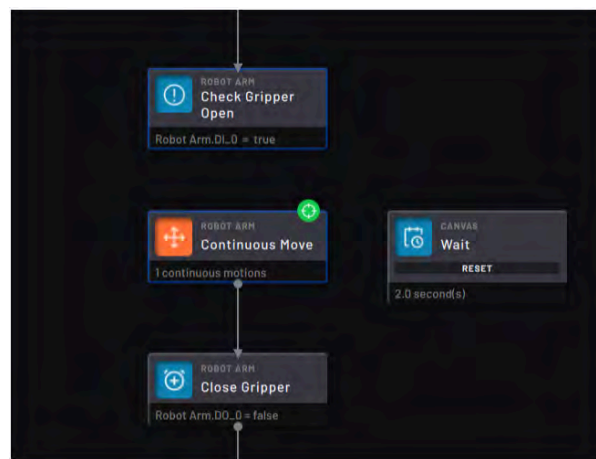 ROBOT ARM
Check Gripper
Open
Robot Arm.DI_0 = true
ROBOT ARM
Continuous Move
1 continuous motions
CANVAS
Wait
RESET
2.0 second(s)
ROBOT ARM
Close Gripper
Robot Arm.DO_0 = false